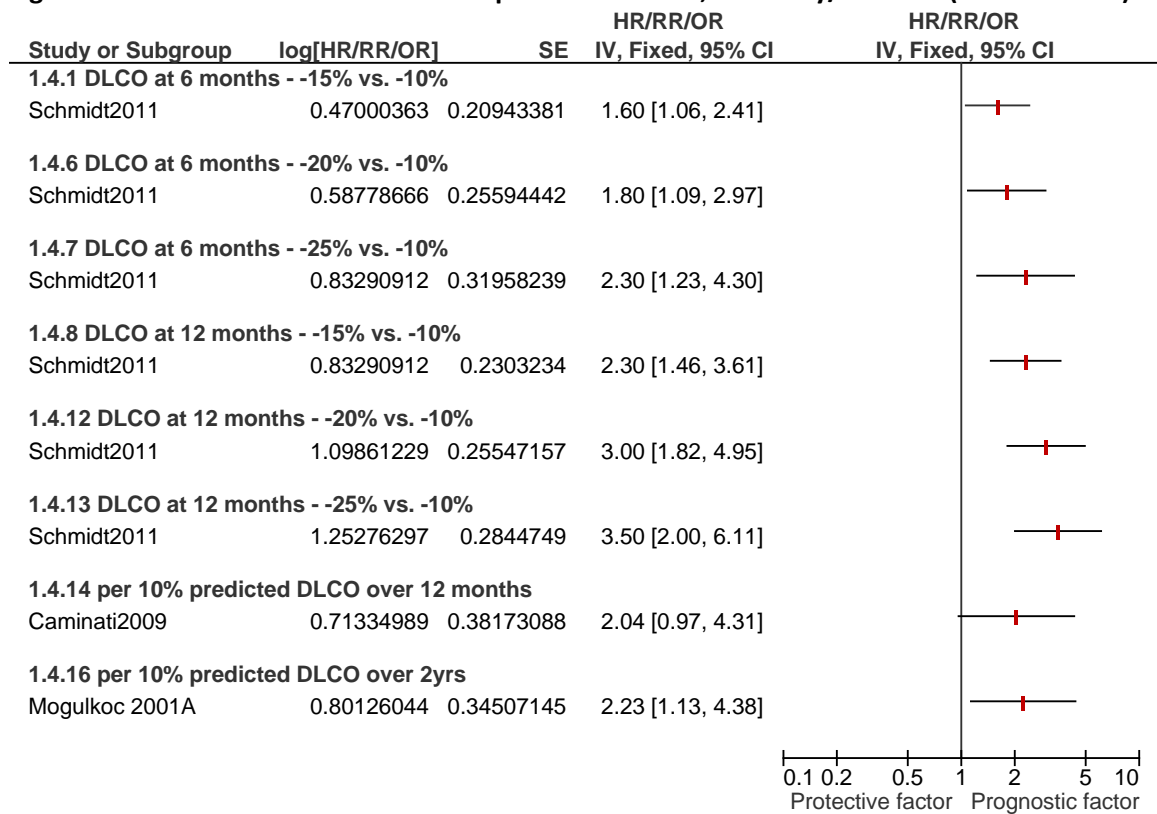 HR/RR/OR HR/RR/OR
Study or Subgroup log[HR/RR/OR] SE IV, Fixed, 95% CI IV, Fixed, 95% CI
1.4.1 DLCO at 6 months - -15% vs. -10%
Schmidt2011 0.47000363 0.20943381 1.60 [1.06, 2.41]
1.4.6 DLCO at 6 months - -20% vs. -10%
Schmidt2011 0.58778666 0.25594442 1.80 [1.09, 2.97]
1.4.7 DLCO at 6 months - -25% vs. -10%
Schmidt2011 0.83290912 0.31958239 2.30 [1.23, 4.30]
1.4.8 DLCO at 12 months - -15% vs. -10%
Schmidt2011 0.83290912 0.2303234 2.30 [1.46, 3.61]
1.4.12 DLCO at 12 months - -20% vs. -10%
Schmidt2011 1.09861229 0.25547157 3.00 [1.82, 4.95]
1.4.13 DLCO at 12 months - -25% vs. -10%
Schmidt2011 1.25276297 0.2844749 3.50 [2.00, 6.11]
1.4.14 per 10% predicted DLCO over 12 months
Caminati2009 0.71334989 0.38173088 2.04 [0.97, 4.31]
1.4.16 per 10% predicted DLCO over 2yrs
Mogulkoc 2001A 0.80126044 0.34507145 2.23 [1.13, 4.38]
0.1 0.2 0.5 1 2 5 10
Protective factor Prognostic factor